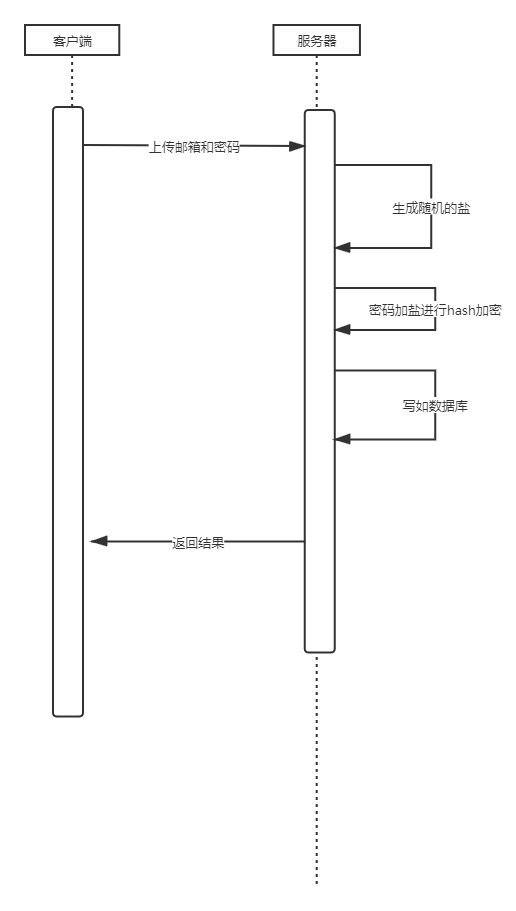 客户端
服务器
上传邮箱和密码
生成随机的盐
密码加盐进行hash加密
写如数据库
返回结果